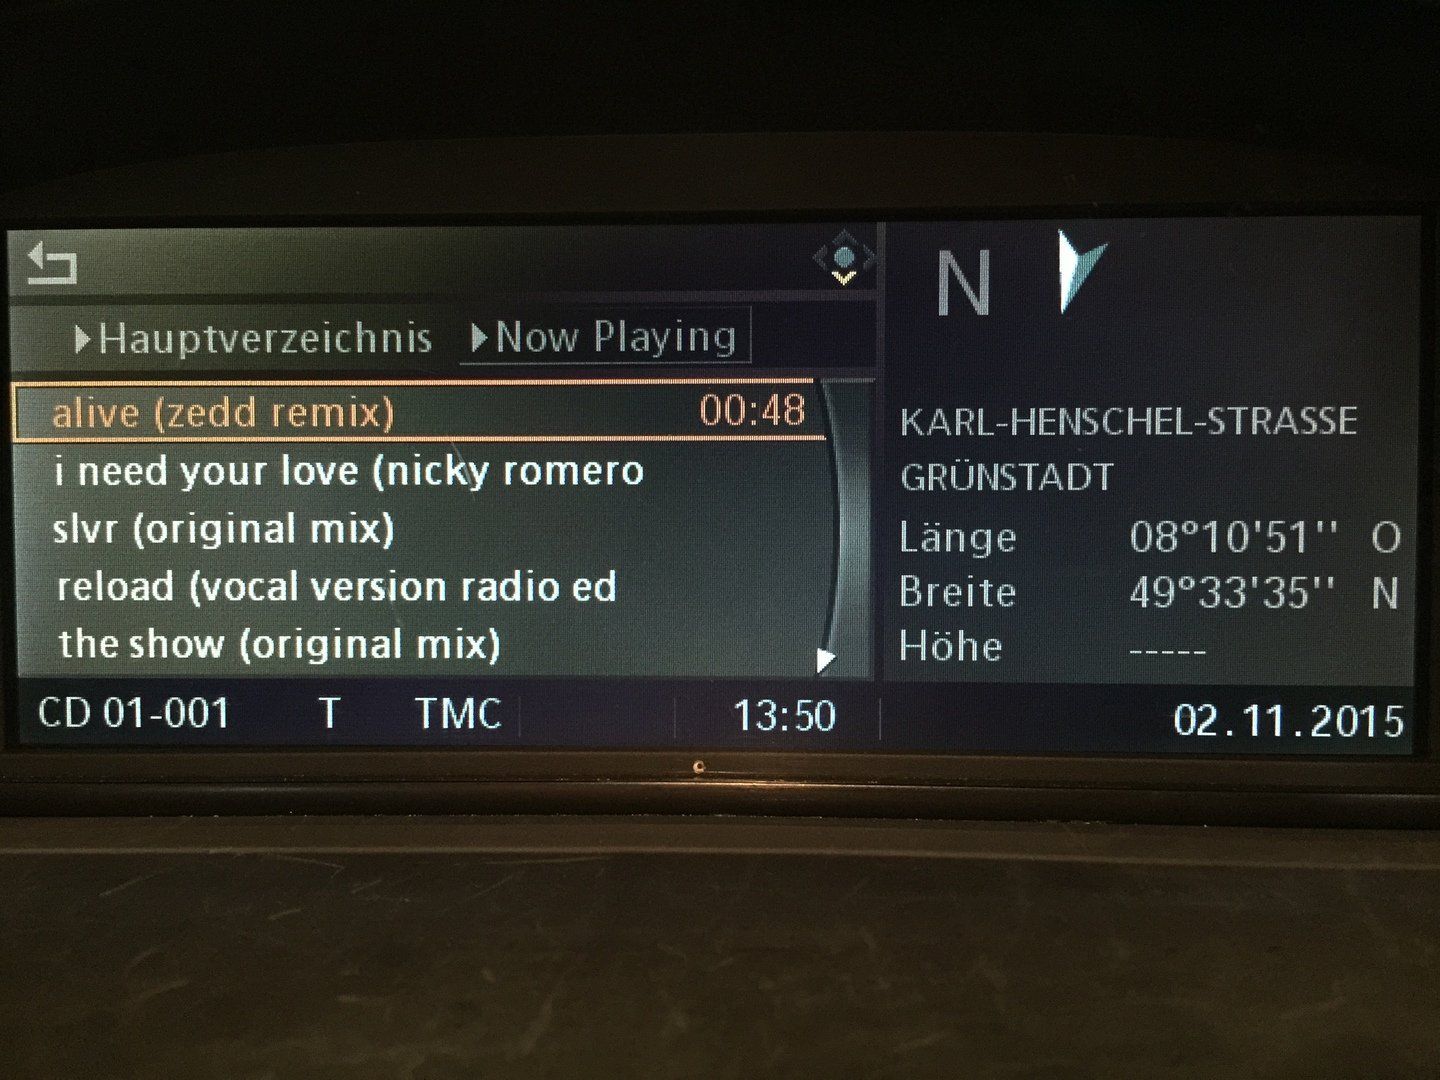 Hauptverzeichnis Now Playing
alive (zedd remix) 00:48
i need your love (nicky romero
slvr (original mix)
reload (vocal version radio ed
the show (original mix)
CD 01-001 T TMC 13:50
N
KARL-HENSCHEL-STRASSE
GRÜNSTADT
Länge 08°10'51'' O
Breite 49°33'35'' N
Höhe -----
02.11.2015